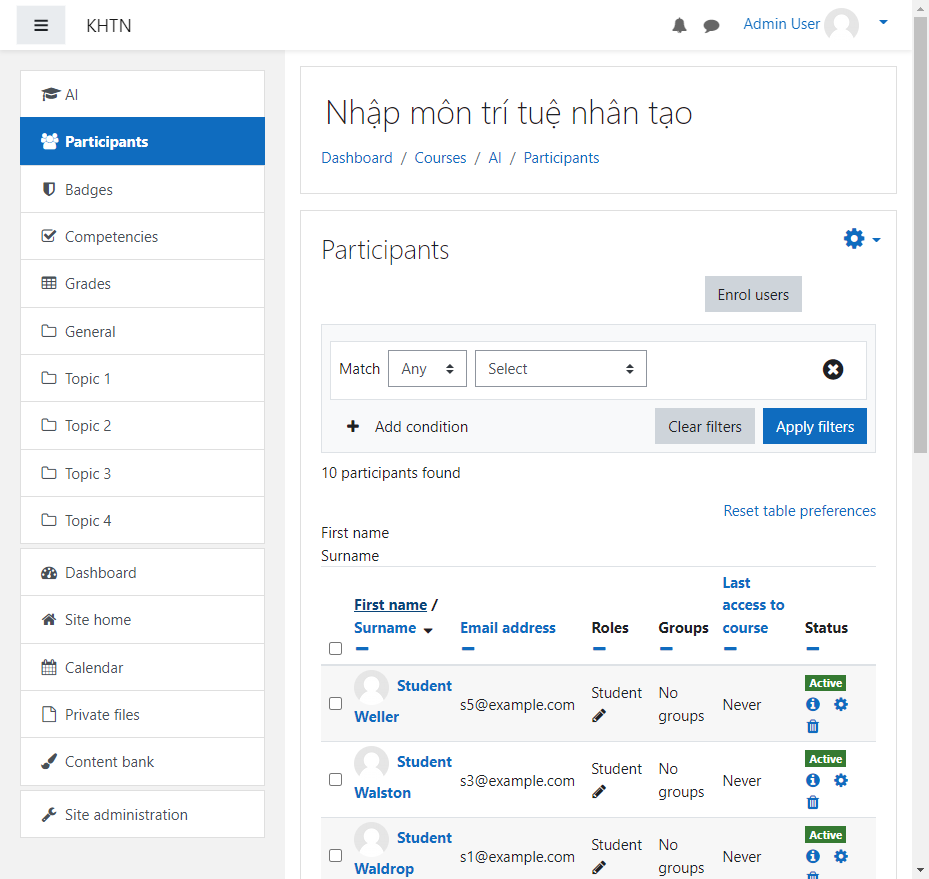 KHTN
Admin User
AI
Participants
Badges
Competencies
Grades
General
Topic 1
Topic 2
Topic 3
Topic 4
Dashboard
Site home
Calendar
Private files
Content bank
Site administration
Nhập môn trí tuệ nhân tạo
Dashboard / Courses / AI / Participants
Participants
Enrol users
Match Any Select
Add condition Clear filters Apply filters
10 participants found
Reset table preferences
First name
Surname
First name / Surname Email address Roles Groups Last access to course Status
Student Weller s5@example.com Student No groups Never Active
Student Walston s3@example.com Student No groups Never Active
Student Waldrop s1@example.com Student No groups Never Active